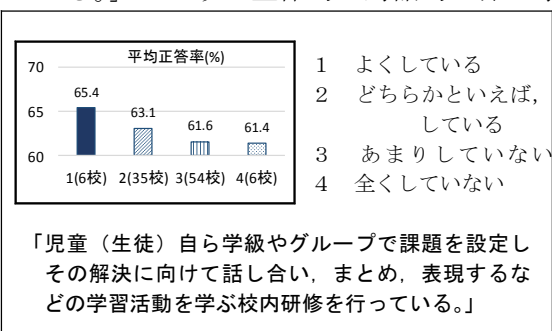 平均正答率(%)
70
65
60
65.4
63.1
61.6
61.4
1(6校) 2(35校) 3(54校) 4(6校)
1 よくしている
2 どちらかといえば，
している
3 あまりしていない
4 全くしていない
「児童（生徒）自ら学級やグループで課題を設定し
その解決に向けて話し合い，まとめ，表現するな
どの学習活動を学ぶ校内研修を行っている。」